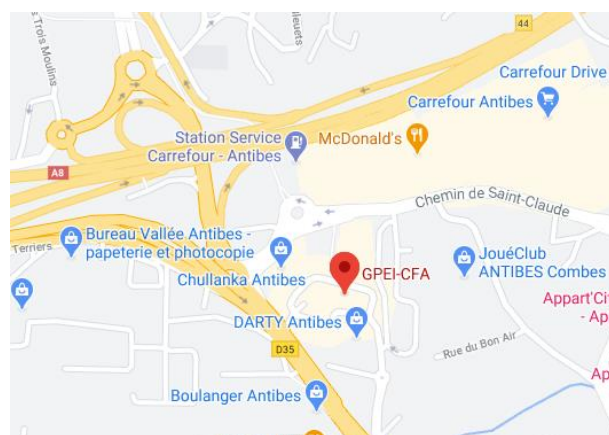 44
Trois Moulins
Carrefour Drive
Carrefour Antibes
McDonald's
Station Service
Carrefour - Antibes
A8
Chemin de Saint-Claude
Terriers
Bureau Vallée Antibes -
papeterie et photocopie
Chullanka Antibes
GPEI-CFA
JouéClub
ANTIBES Combes
Appart'Ci
- Ap
DARTY Antibes
Rue du Bon Air
D35
Ap
Boulanger Antibes